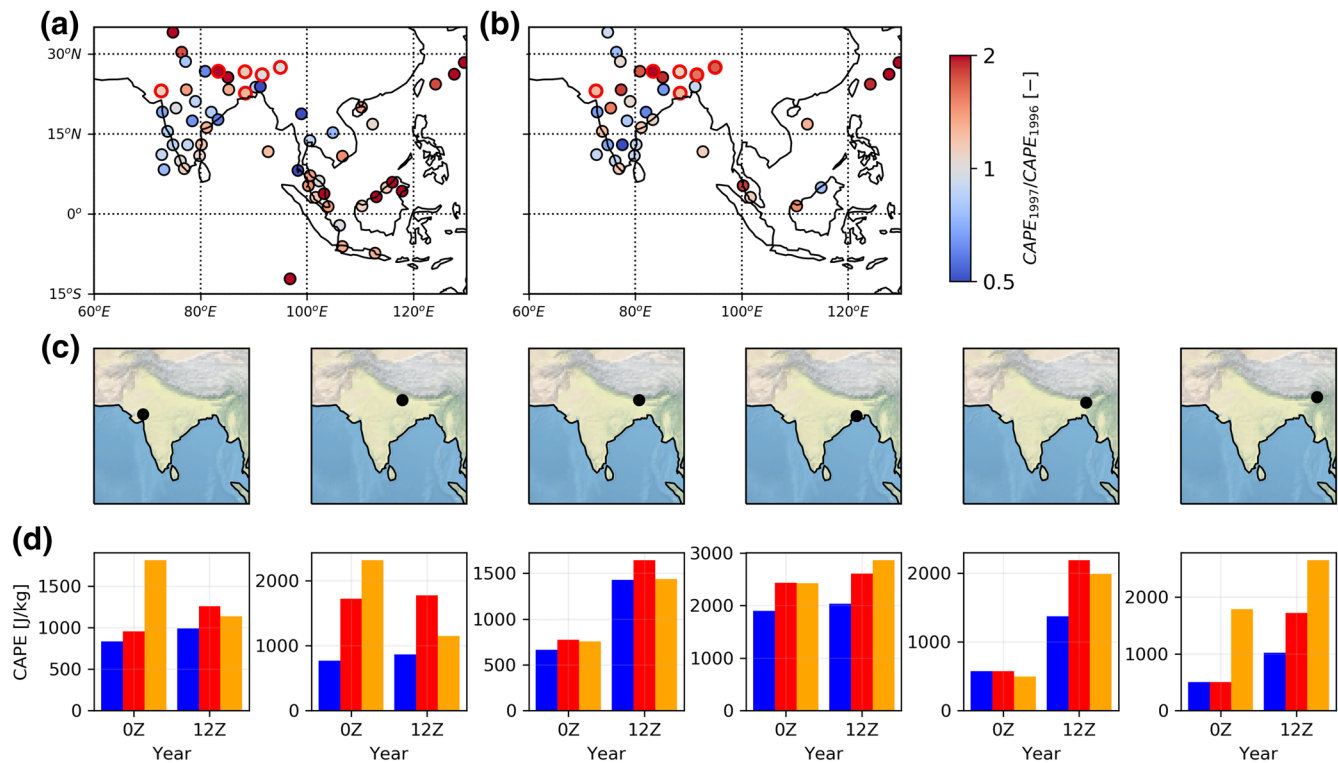 (a)
(b)
30°N
15°N
0°
15°S
60°E
80°E
100°E
120°E
60°E
80°E
100°E
120°E
2
1
0.5
CAPE1997/CAPE1996 [−]
(c)
(d)
CAPE [J/kg]
1500
1000
500
0
0Z
12Z
Year
2000
1000
0
0Z
12Z
Year
1500
1000
500
0
0Z
12Z
Year
3000
2000
1000
0
0Z
12Z
Year
2000
1000
0
0Z
12Z
Year
2000
1000
0
0Z
12Z
Year